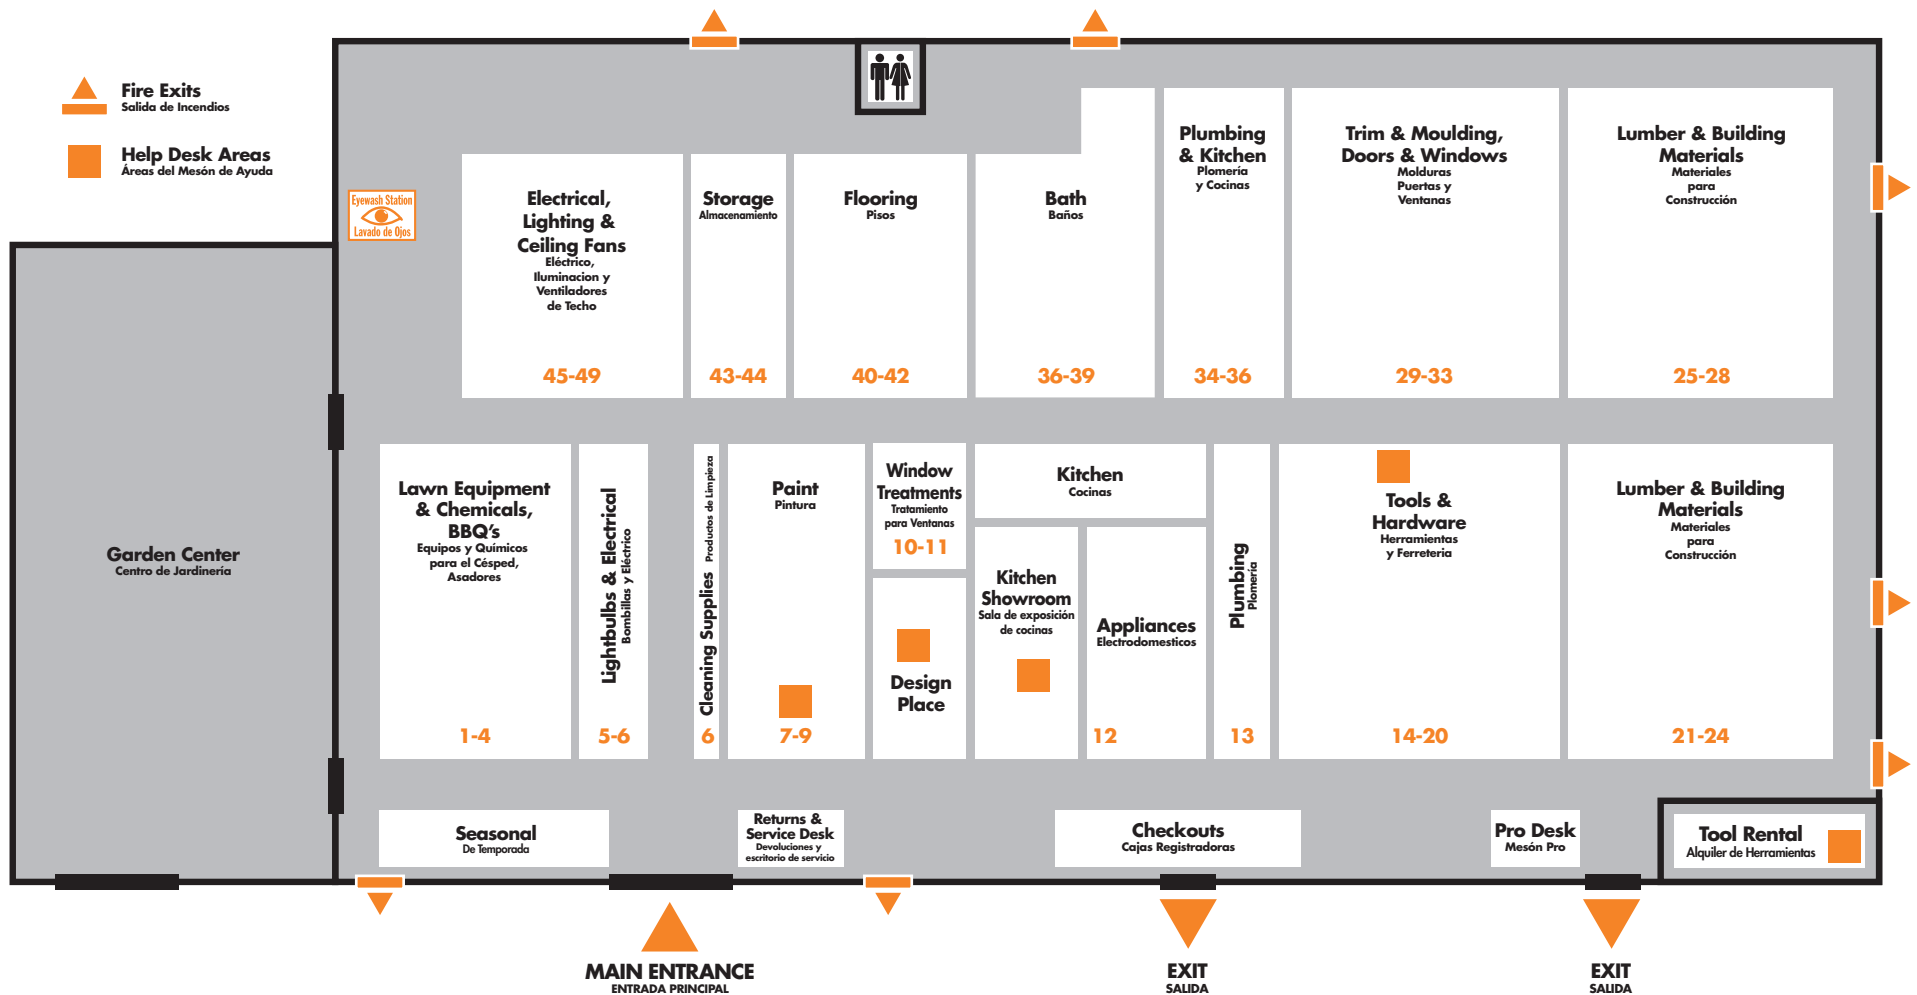 Fire Exits
Salida de Incendios
Help Desk Areas
Áreas del Mesón de Ayuda
Eyewash Station
Lavado de Ojos
Electrical,
Lighting &
Ceiling Fans
Eléctrico,
Iluminacion y
Ventiladores
de Techo
45-49
Storage
Almacenamiento
43-44
Flooring
Pisos
40-42
Bath
Baños
36-39
Plumbing
& Kitchen
Plomería
y Cocinas
34-36
Trim & Moulding,
Doors & Windows
Molduras
Puertas y
Ventanas
29-33
Lumber & Building
Materials
Materiales
para
Construcción
25-28
Garden Center
Centro de Jardinería
Lawn Equipment
& Chemicals,
BBQ's
Equipos y Químicos
para el Césped,
Asadores
1-4
Lightbulbs & Electrical
Bombillas y Eléctrico
5-6
Cleaning Supplies Productos de Limpieza
6
Paint
Pintura
7-9
Window
Treatments
Tratamiento
para Ventanas
10-11
Design
Place
Kitchen
Cocinas
Kitchen
Showroom
Sala de exposición
de cocinas
Appliances
Electrodomesticos
12
Plumbing
Plomería
13
Tools &
Hardware
Herramientas
y Ferreteria
14-20
Lumber & Building
Materials
Materiales
para
Construcción
21-24
Seasonal
De Temporada
Returns &
Service Desk
Devoluciones y
escritorio de servicio
Checkouts
Cajas Registradoras
Pro Desk
Mesón Pro
Tool Rental
Alquiler de Herramientas
MAIN ENTRANCE
ENTRADA PRINCIPAL
EXIT
SALIDA
EXIT
SALIDA